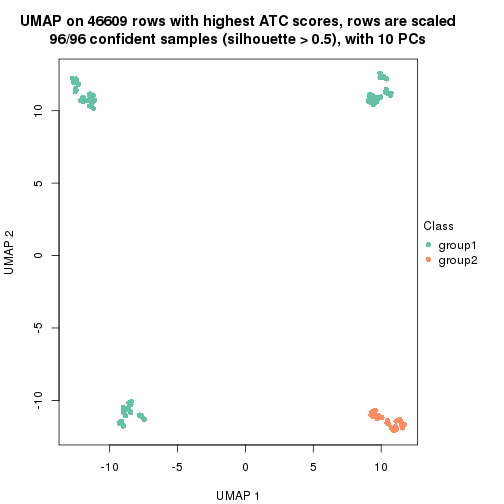 UMAP on 46609 rows with highest ATC scores, rows are scaled
96/96 confident samples (silhouette > 0.5), with 10 PCs
10
5
0
-5
-10
UMAP 2
-10
-5
0
5
10
UMAP 1
Class
group1
group2